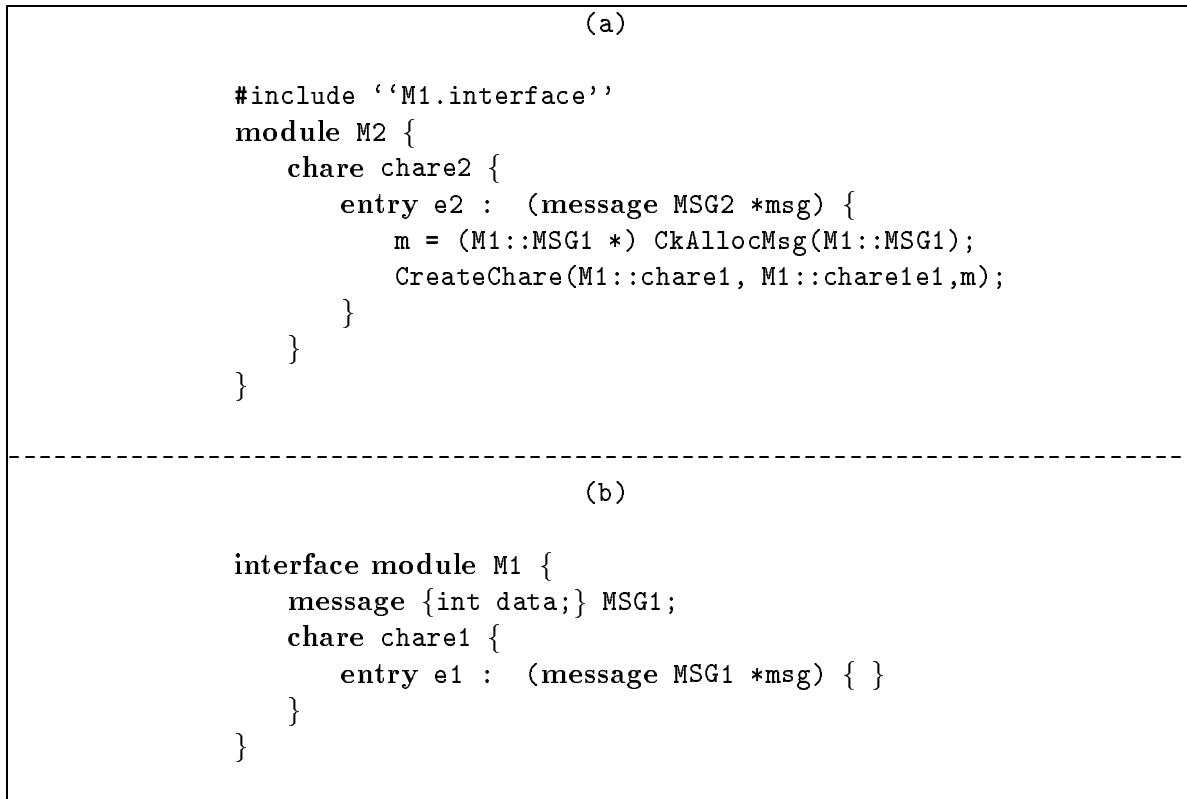 (a)
#include ‘‘M1.interface’’
module M2 {
chare chare2 {
entry e2 : (message MSG2 *msg) {
m = (M1::MSG1 *) CkAllocMsg(M1::MSG1);
CreateChare(M1::chare1, M1::chare1e1,m);
}
}
}
(b)
interface module M1 {
message {int data;} MSG1;
chare chare1 {
entry e1 : (message MSG1 *msg) { }
}
}